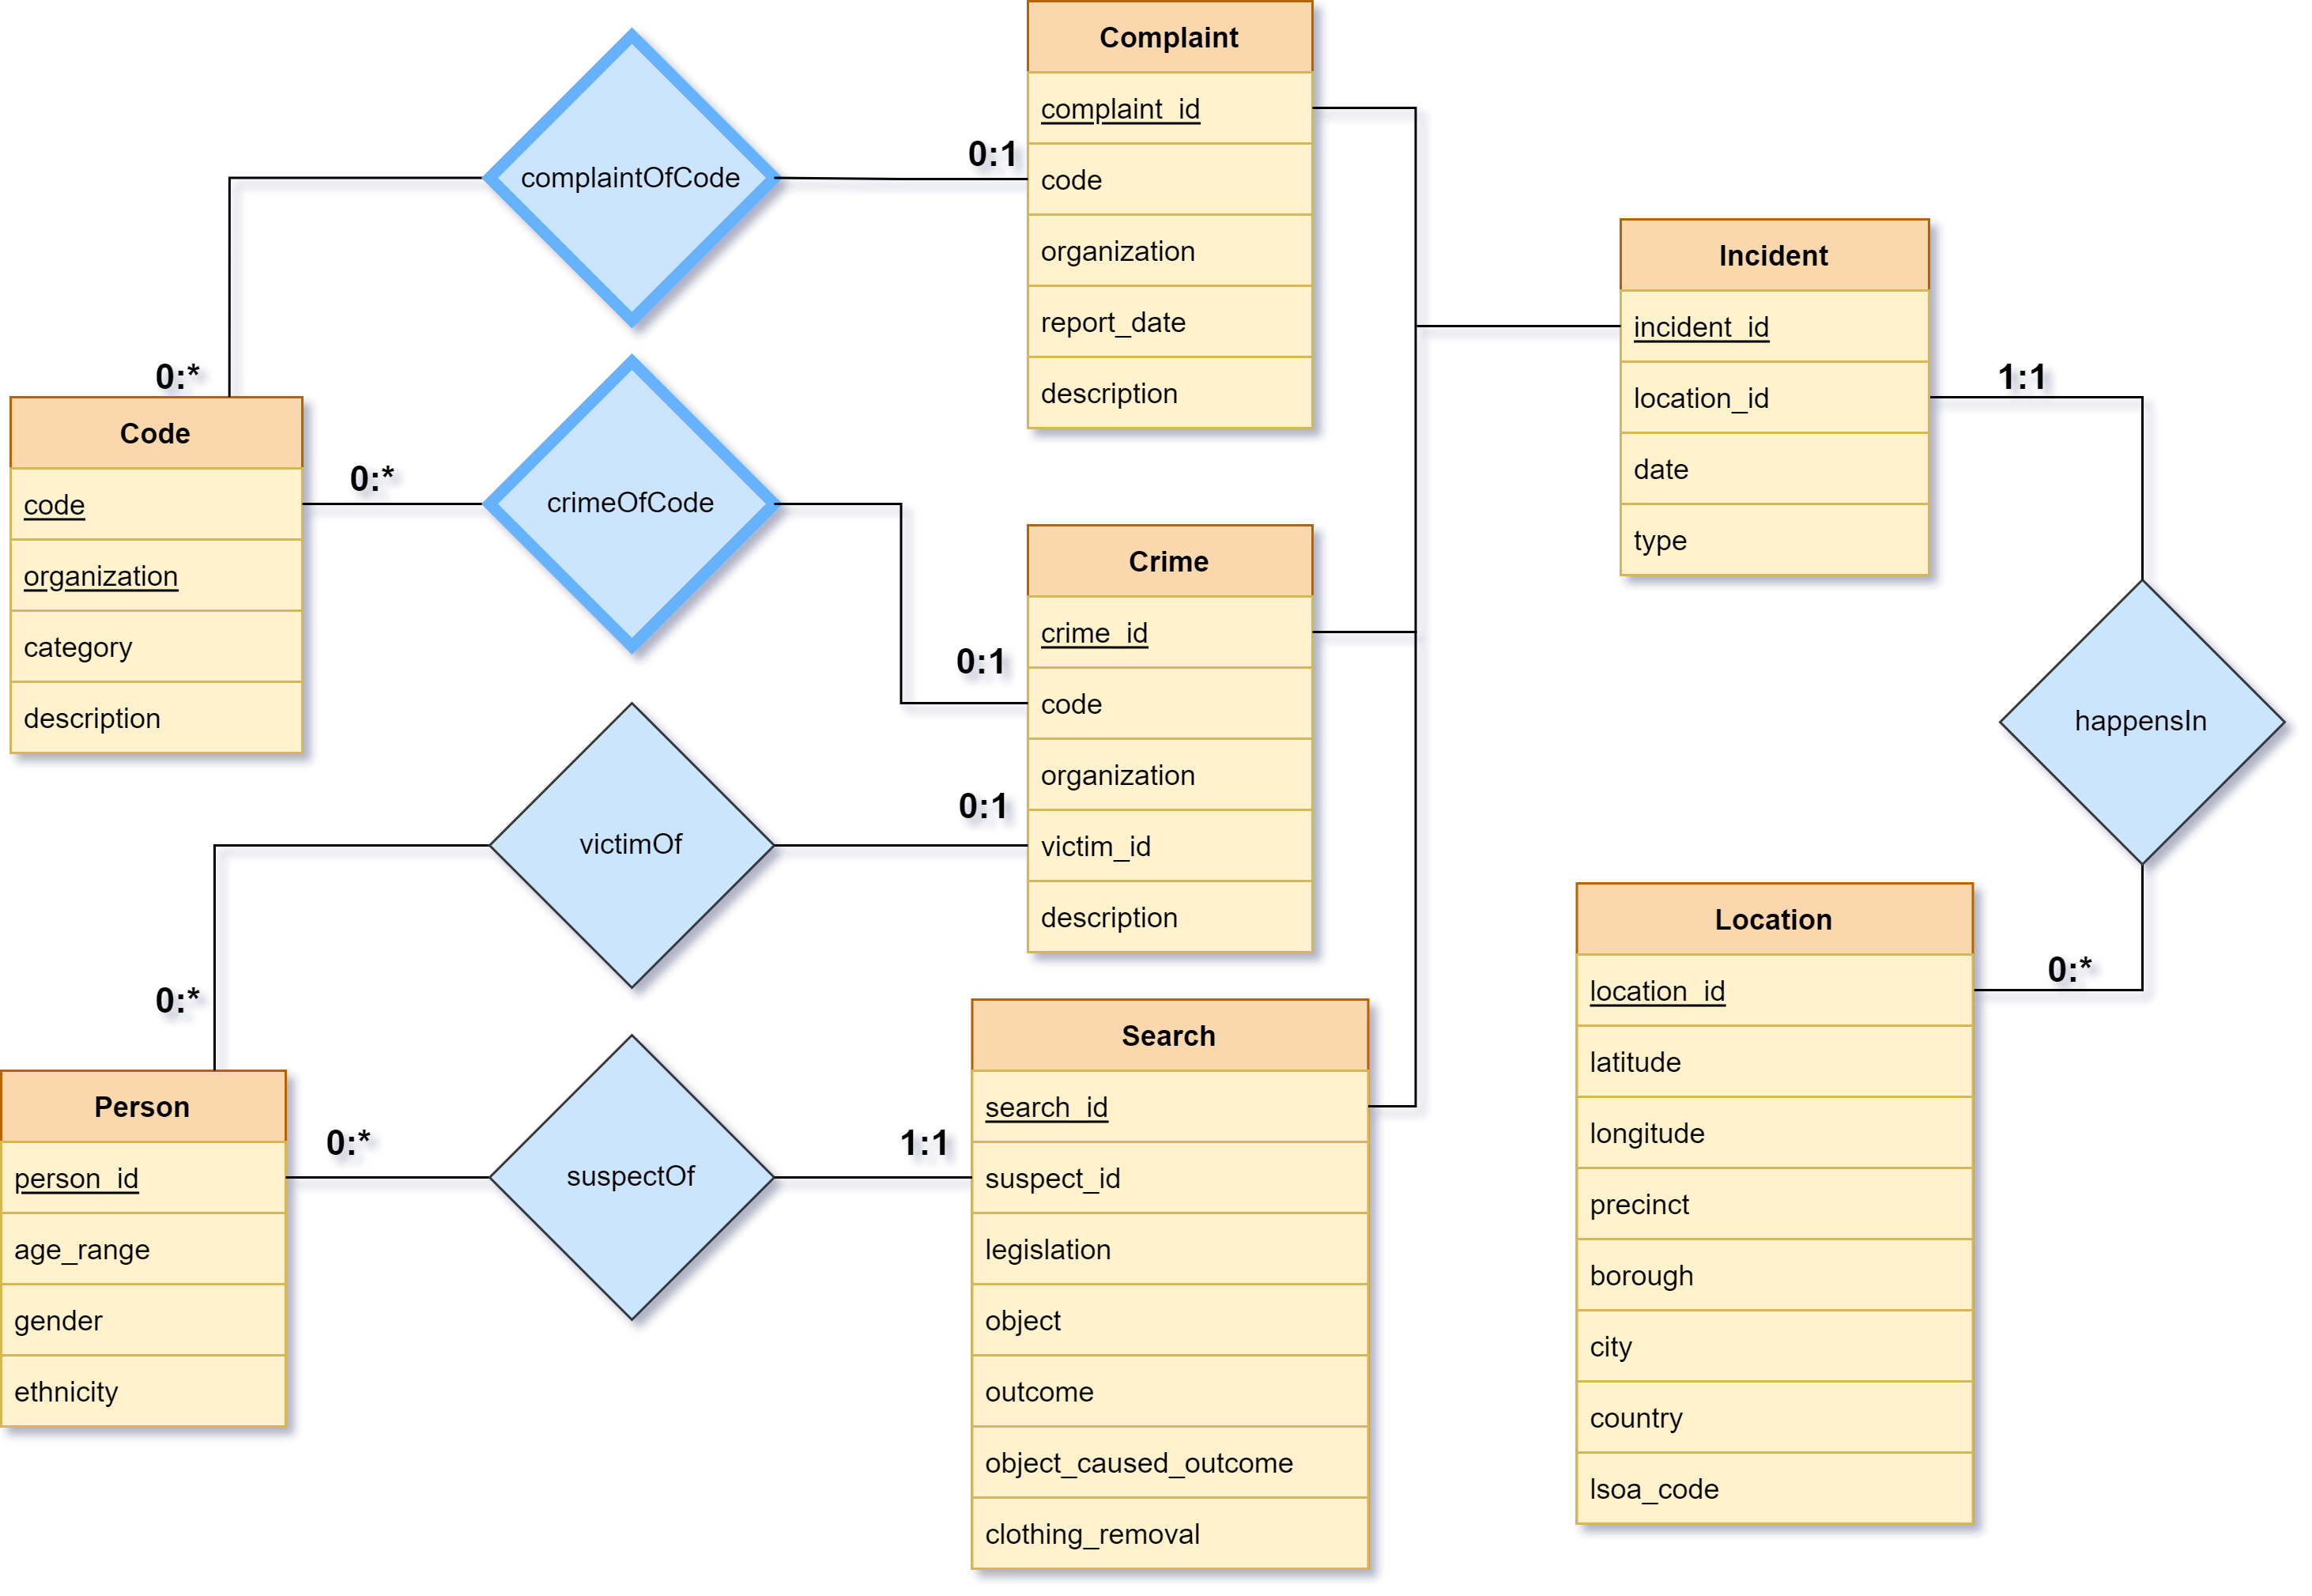 Complaint
complaint_id
code
organization
report_date
description
complaintOfCode
0:1
0:*
Code
code
organization
category
description
0:*
crimeOfCode
0:1
Crime
crime_id
code
organization
victim_id
description
victimOf
0:1
0:*
Person
person_id
age_range
gender
ethnicity
0:*
suspectOf
1:1
Search
search_id
suspect_id
legislation
object
outcome
object_caused_outcome
clothing_removal
Incident
incident_id
location_id
date
type
1:1
happensIn
0:*
Location
location_id
latitude
longitude
precinct
borough
city
country
lsoa_code